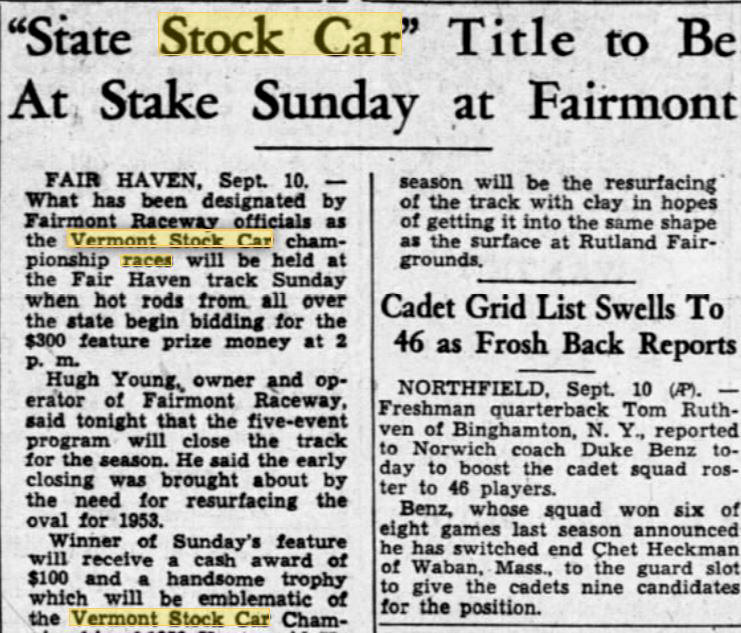 “State Stock Car” Title to Be
At Stake Sunday at Fairmont
FAIR HAVEN, Sept. 10. —
What has been designated by
Fairmont Raceway officials as
the Vermont Stock Car cham-
pionship races will be held at
the Fair Haven track Sunday
when hot rods from all over
the state begin bidding for the
$300 feature prize money at 2
p. m.
Hugh Young, owner and op-
erator of Fairmont Raceway,
said tonight that the five-event
program will close the track
for the season. He said the early
closing was brought about by
the need for resurfacing the
oval for 1953.
Winner of Sunday's feature
will receive a cash award of
$100 and a handsome trophy
which will be emblematic of
the Vermont Stock Car Cham-
season will be the resurfacing
of the track with clay in hopes
of getting it into the same shape
as the surface at Rutland Fair-
grounds.
Cadet Grid List Swells To
46 as Frosh Back Reports
NORTHFIELD, Sept. 10 (AP). —
Freshman quarterback Tom Ruth-
ven of Binghamton, N. Y., reported
to Norwich coach Duke Benz to-
day to boost the cadet squad ros-
ter to 46 players.
Benz, whose squad won six of
eight games last season announced
he has switched end Chet Heckman
of Waban, Mass., to the guard slot
to give the cadets nine candidates
for the position.